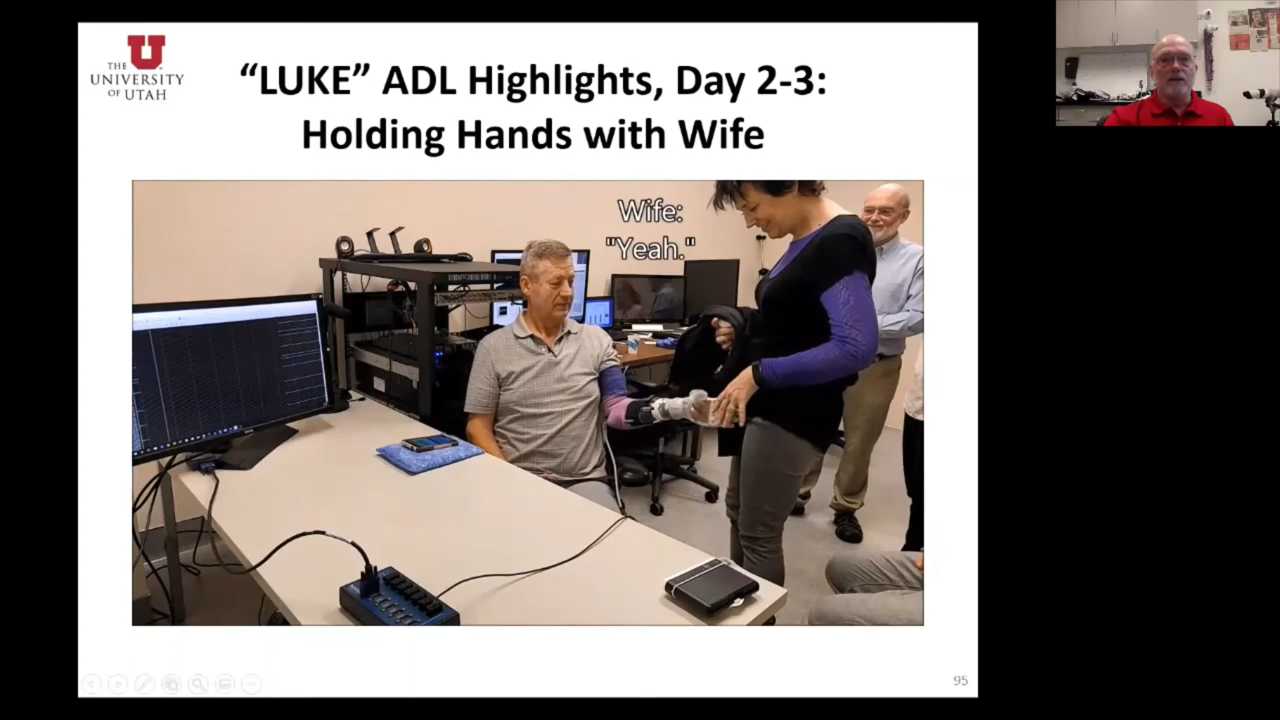 THE
UNIVERSITY
OF UTAH
“LUKE” ADL Highlights, Day 2-3:
Holding Hands with Wife
Wife:
"Yeah."
95